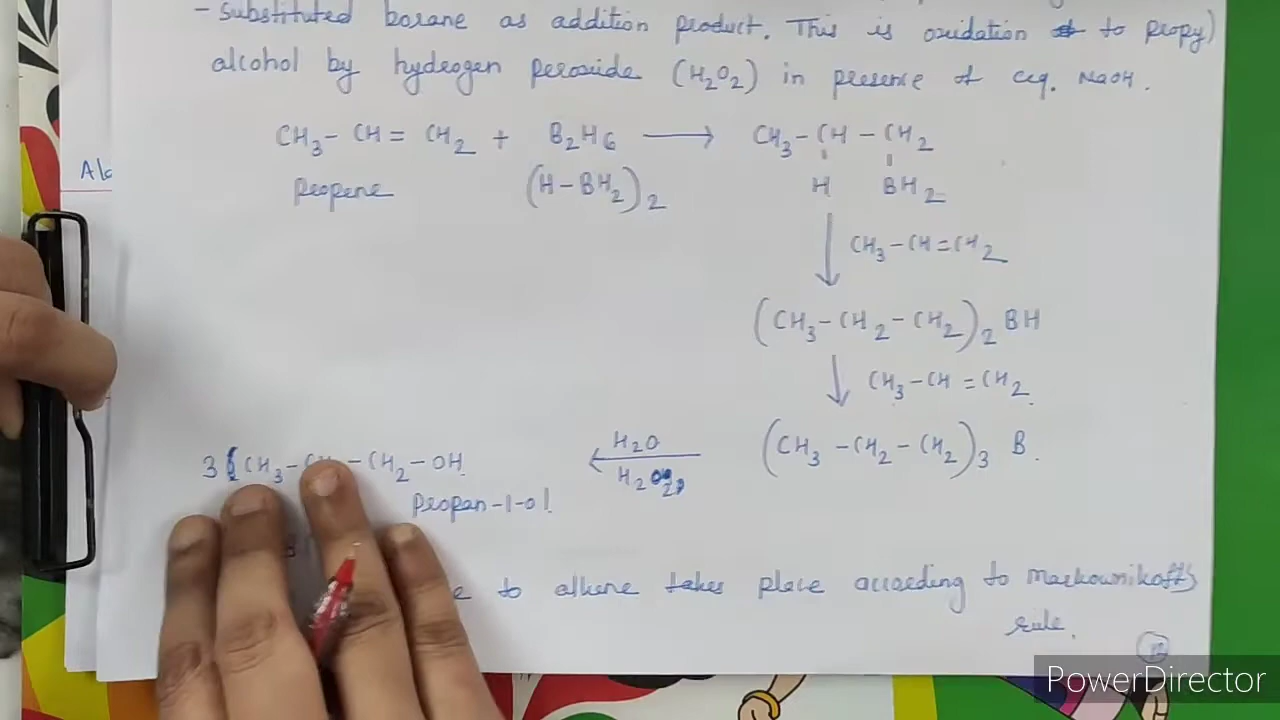 - substituted borane as addition product. This is oxidation to propyl
alcohol by hydrogen peroxide (H2O2) in presence of aq. NaOH.
Alc
CH3 - CH = CH2 + B2H6 → CH3 - CH - CH2
Propene (H - BH2)2 H BH2
↓ CH3 - CH = CH2
(CH3 - CH2 - CH2)2 BH
↓ CH3 - CH = CH2
(CH3 - CH2 - CH2)3 B.
← H2O
H2O2,
3 CH3 - - CH2 - OH.
Propan-1-ol.
e to alkene takes place according to Markownikoff's
rule.
PowerDirector